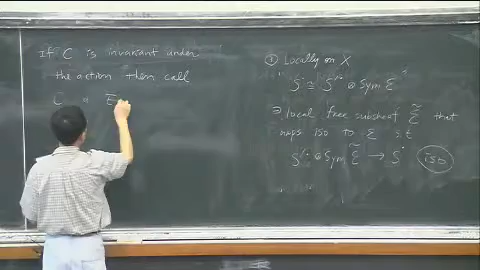 If C is invariant under
the action then call
C a E
① Locally on X
" S˙ ≅ S'˙ ⊗ Sym E "
∃ local free subsheaf Ẽ that
maps iso to E s.t
S'˙ ⊗ Sym Ẽ → S˙ (iso)